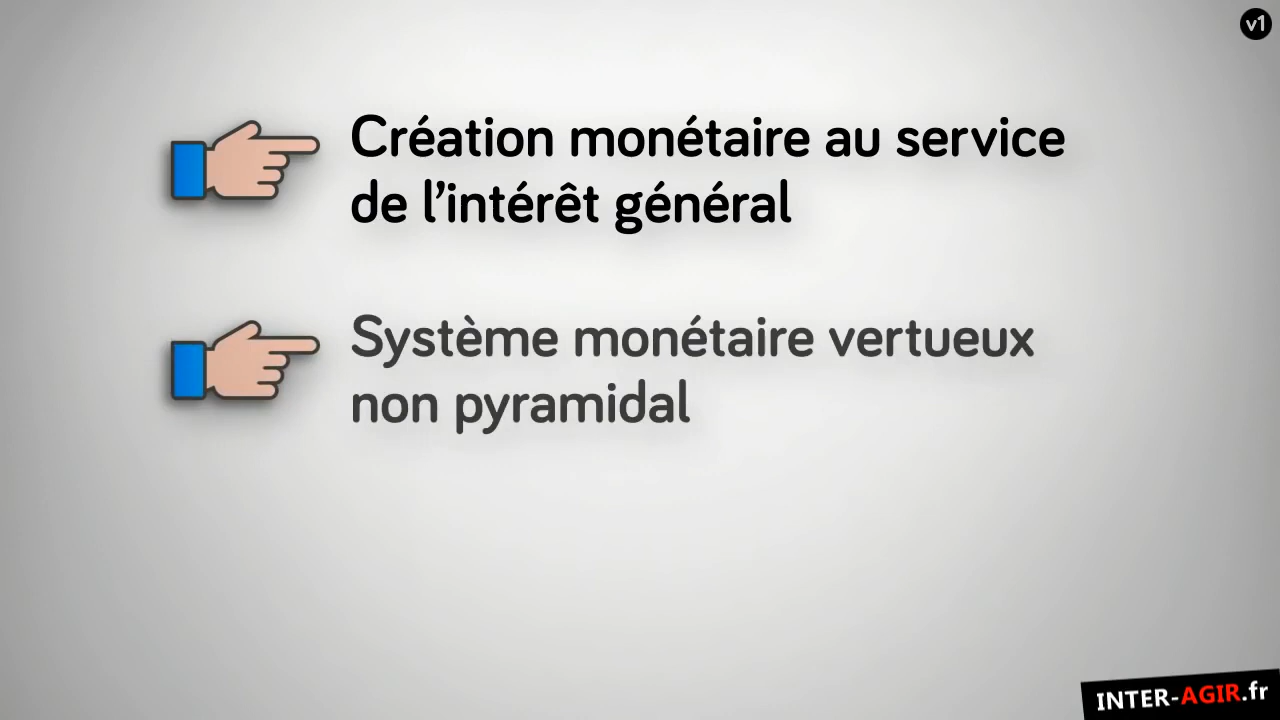 v1
Création monétaire au service
de l’intérêt général
Système monétaire vertueux
non pyramidal
INTER-AGIR.fr